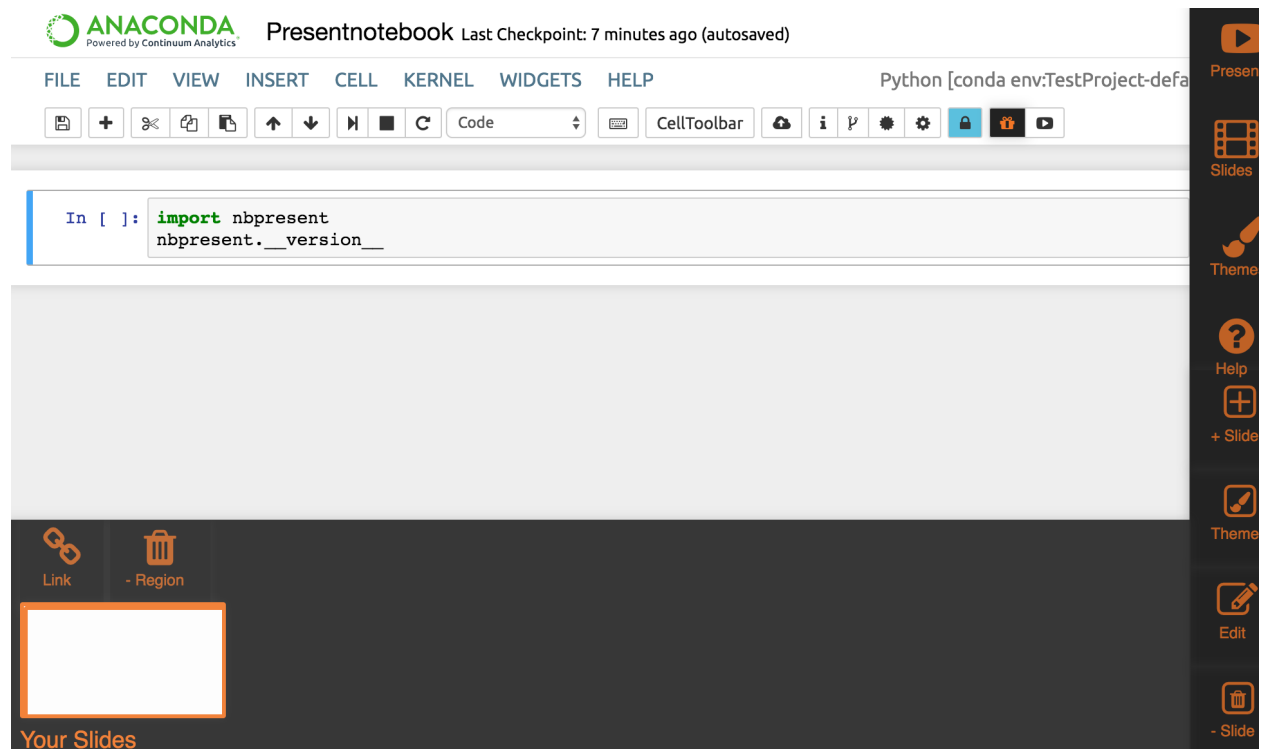 ANACONDA
Powered by Continuum Analytics
Presentnotebook Last Checkpoint: 7 minutes ago (autosaved)
FILE EDIT VIEW INSERT CELL KERNEL WIDGETS HELP
Python [conda env:TestProject-defa
Code
CellToolbar
In [ ]: import nbpresent
nbpresent.__version__
Presen
Slides
Theme
Help
+ Slide
Theme
Edit
- Slide
Link
- Region
Your Slides